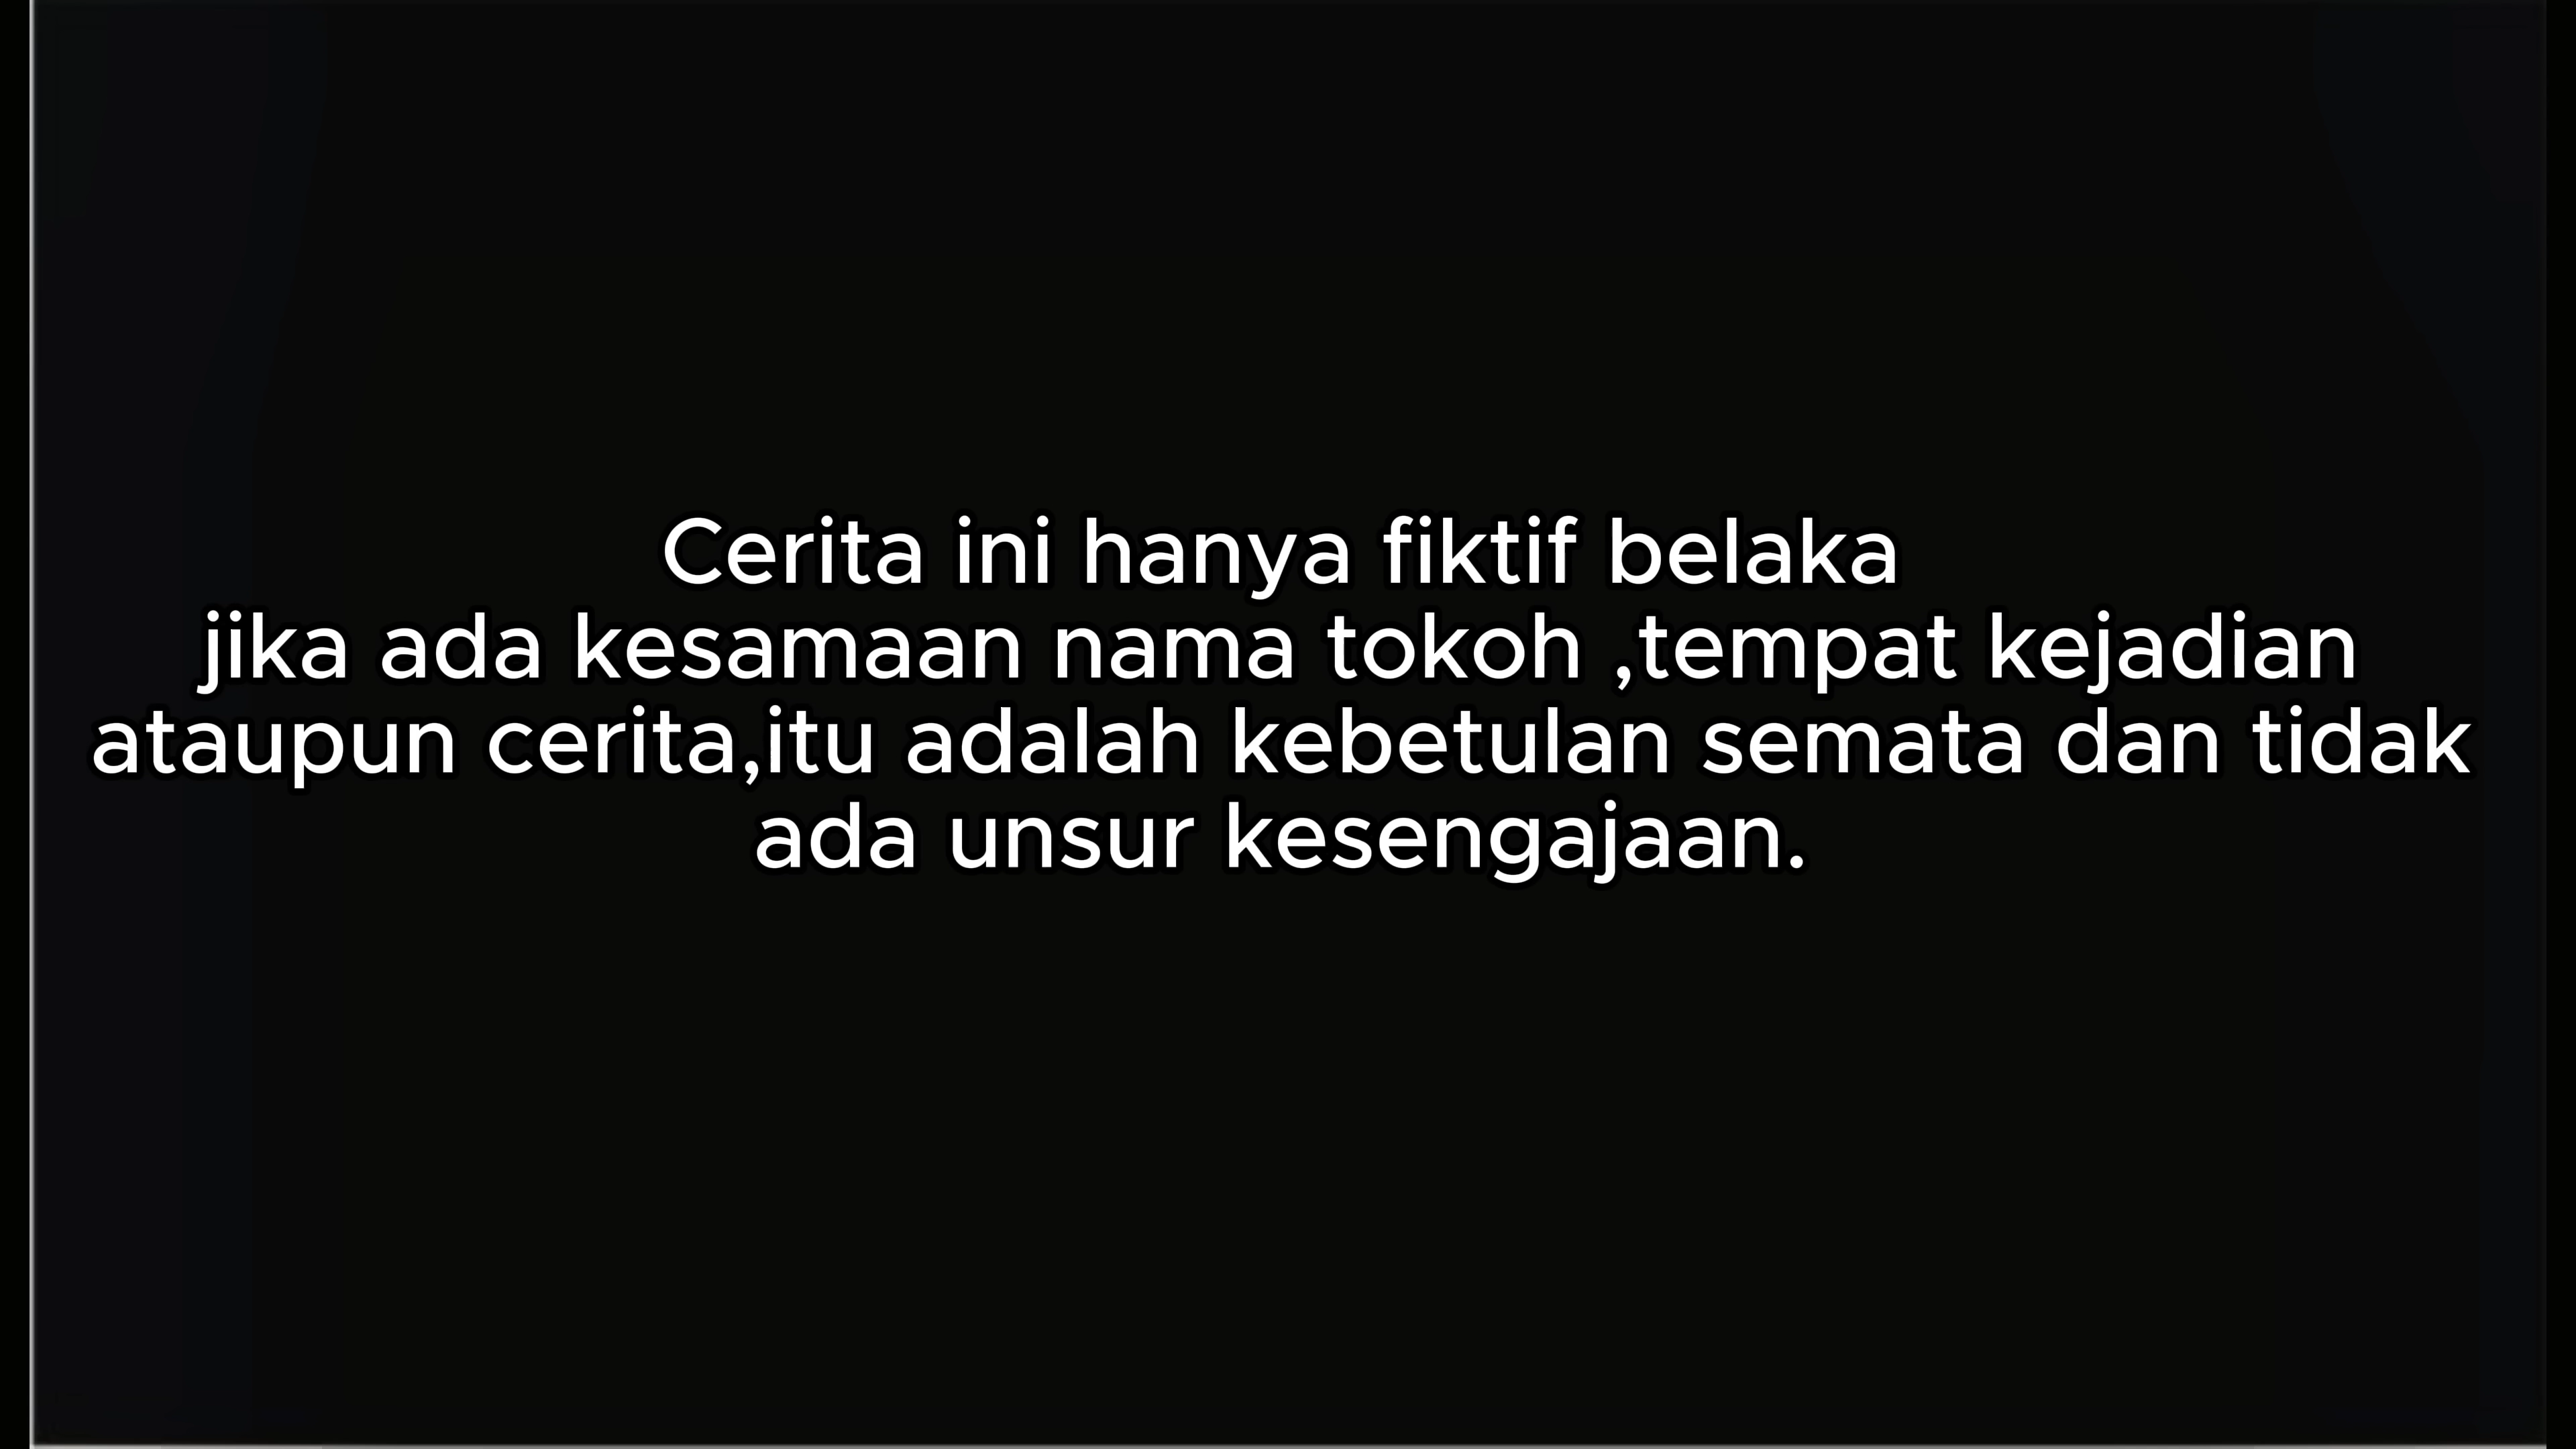 Cerita ini hanya fiktif belaka
jika ada kesamaan nama tokoh ,tempat kejadian
ataupun cerita,itu adalah kebetulan semata dan tidak
ada unsur kesengajaan.